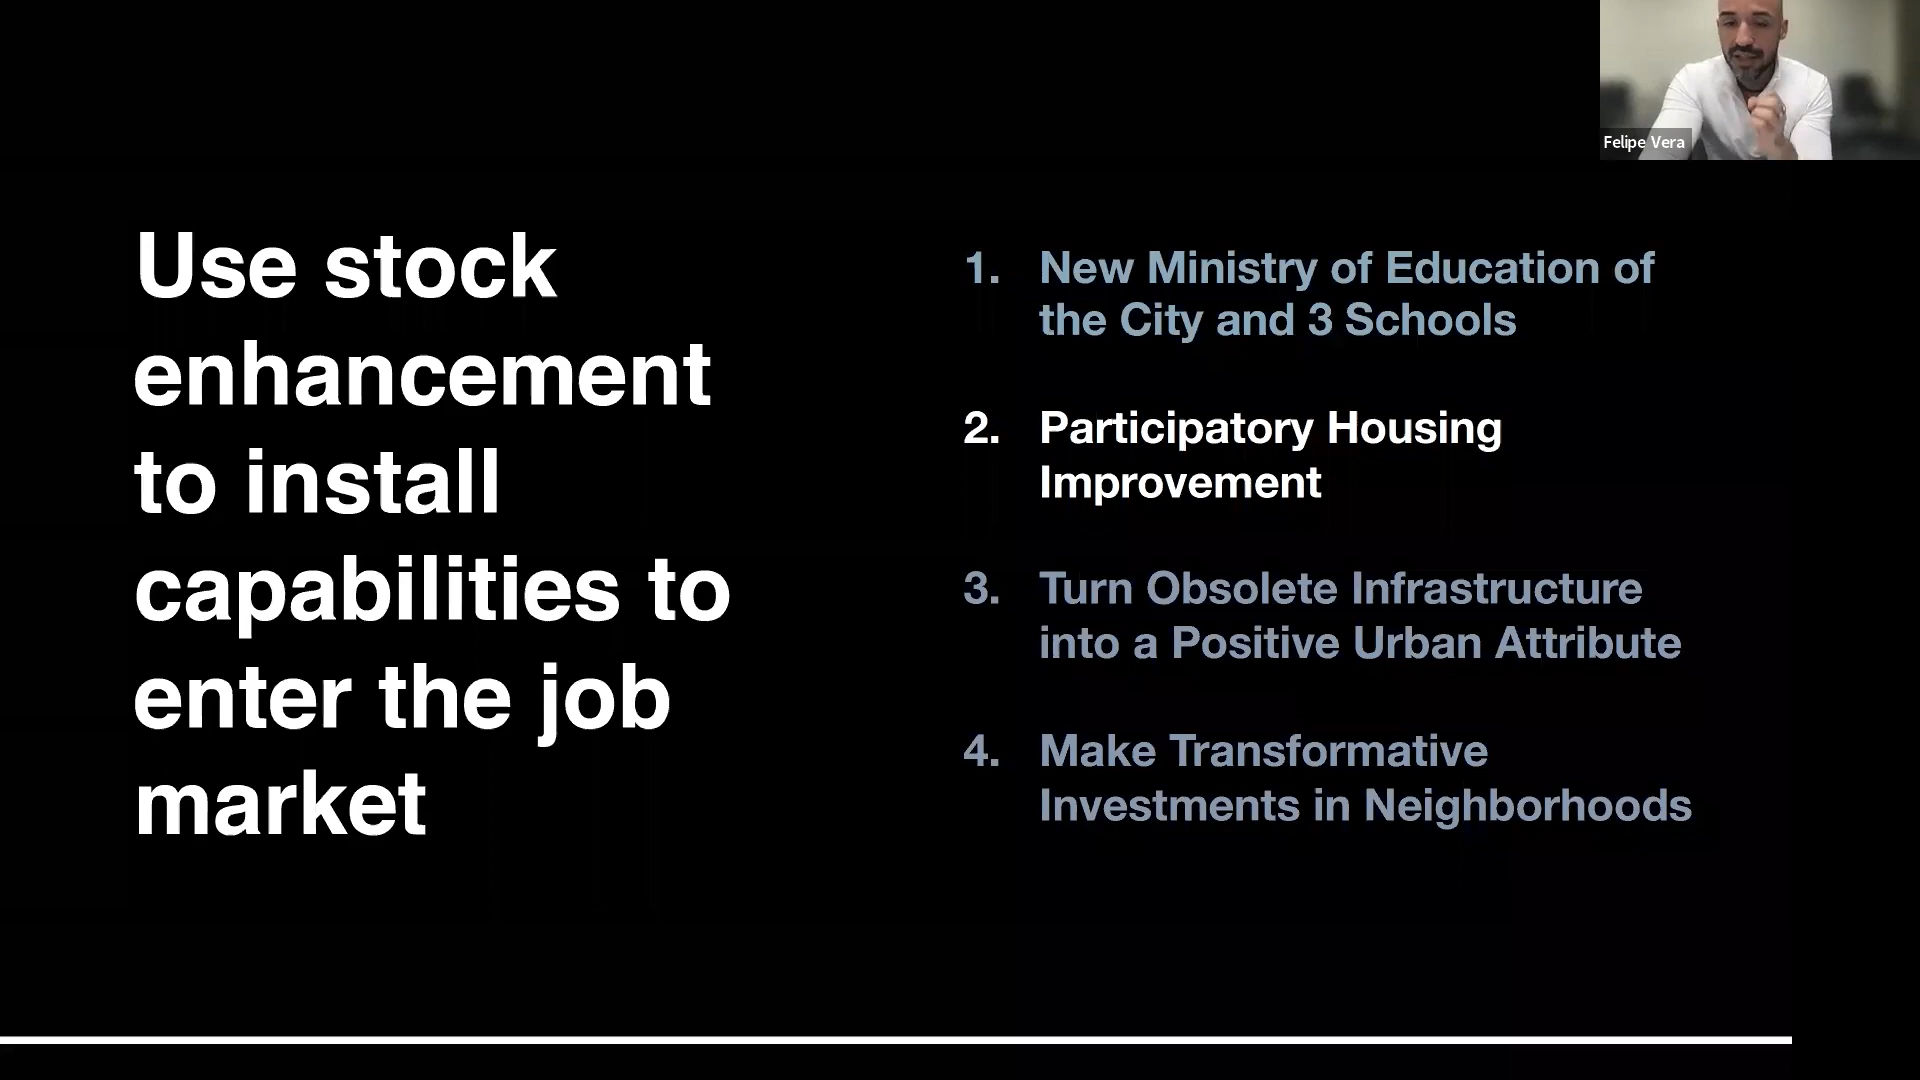 Felipe Vera
Use stock
enhancement
to install
capabilities to
enter the job
market
1. New Ministry of Education of
the City and 3 Schools
2. Participatory Housing
Improvement
3. Turn Obsolete Infrastructure
into a Positive Urban Attribute
4. Make Transformative
Investments in Neighborhoods